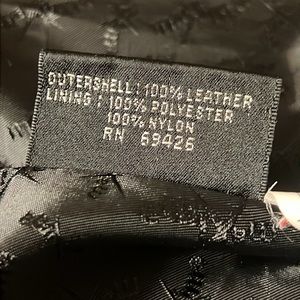 OUTERSHELL: 100% LEATHER
LINING: 100% POLYESTER
100% NYLON
RN 69426